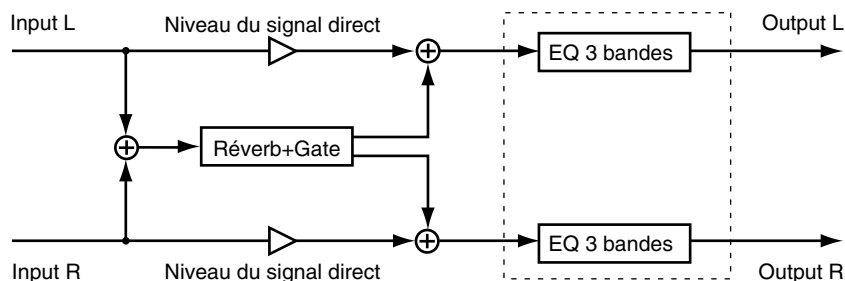 Input L
Niveau du signal direct
Output L
EQ 3 bandes
Réverb+Gate
EQ 3 bandes
Input R
Niveau du signal direct
Output R